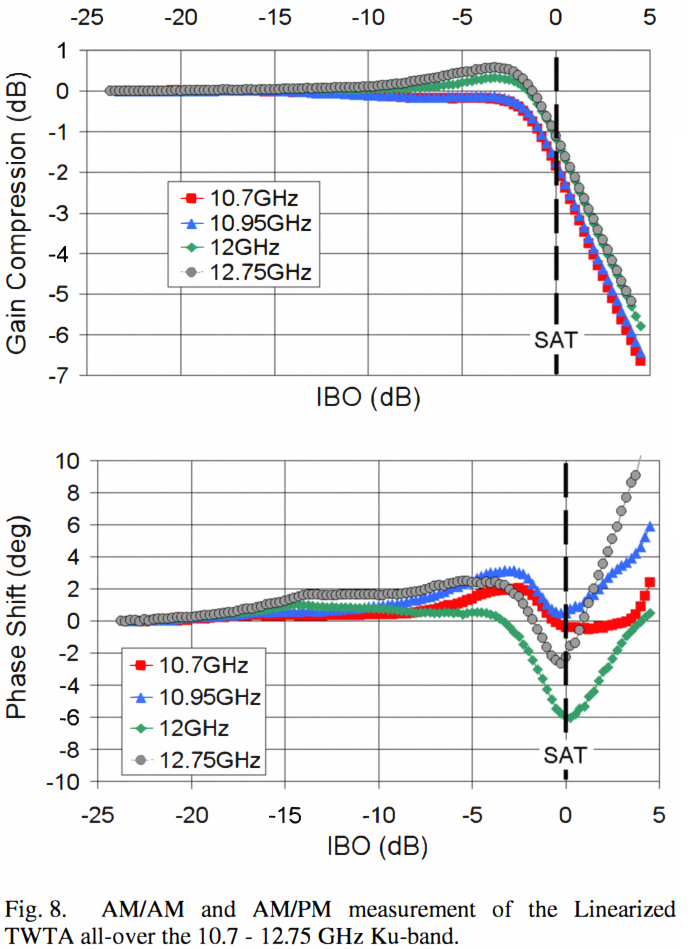 -25 -20 -15 -10 -5 0 5
1
0
-1
-2
-3
-4
-5
-6
-7
Gain Compression (dB)
10.7GHz
10.95GHz
12GHz
12.75GHz
SAT
IBO (dB)
10
8
6
4
2
0
-2
-4
-6
-8
-10
Phase Shift (deg)
10.7GHz
10.95GHz
12GHz
12.75GHz
SAT
-25 -20 -15 -10 -5 0 5
IBO (dB)
Fig. 8. AM/AM and AM/PM measurement of the Linearized
TWTA all-over the 10.7 - 12.75 GHz Ku-band.